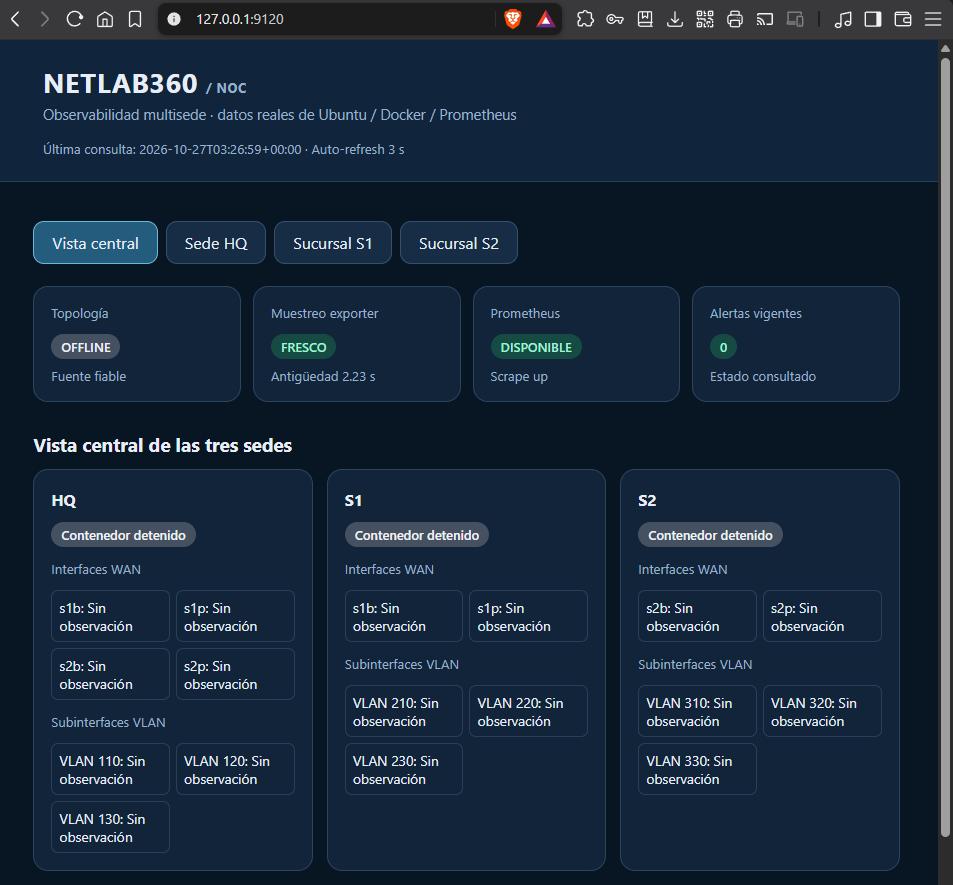 127.0.0.1:9120
NETLAB360 / NOC
Observabilidad multisede · datos reales de Ubuntu / Docker / Prometheus
Última consulta: 2026-10-27T03:26:59+00:00 · Auto-refresh 3 s
Vista central
Sede HQ
Sucursal S1
Sucursal S2
Topología
OFFLINE
Fuente fiable
Muestreo exporter
FRESCO
Antigüedad 2.23 s
Prometheus
DISPONIBLE
Scrape up
Alertas vigentes
0
Estado consultado
Vista central de las tres sedes
HQ
Contenedor detenido
Interfaces WAN
s1b: Sin
observación
s1p: Sin
observación
s2b: Sin
observación
s2p: Sin
observación
Subinterfaces VLAN
VLAN 110: Sin
observación
VLAN 120: Sin
observación
VLAN 130: Sin
observación
S1
Contenedor detenido
Interfaces WAN
s1b: Sin
observación
s1p: Sin
observación
Subinterfaces VLAN
VLAN 210: Sin
observación
VLAN 220: Sin
observación
VLAN 230: Sin
observación
S2
Contenedor detenido
Interfaces WAN
s2b: Sin
observación
s2p: Sin
observación
Subinterfaces VLAN
VLAN 310: Sin
observación
VLAN 320: Sin
observación
VLAN 330: Sin
observación